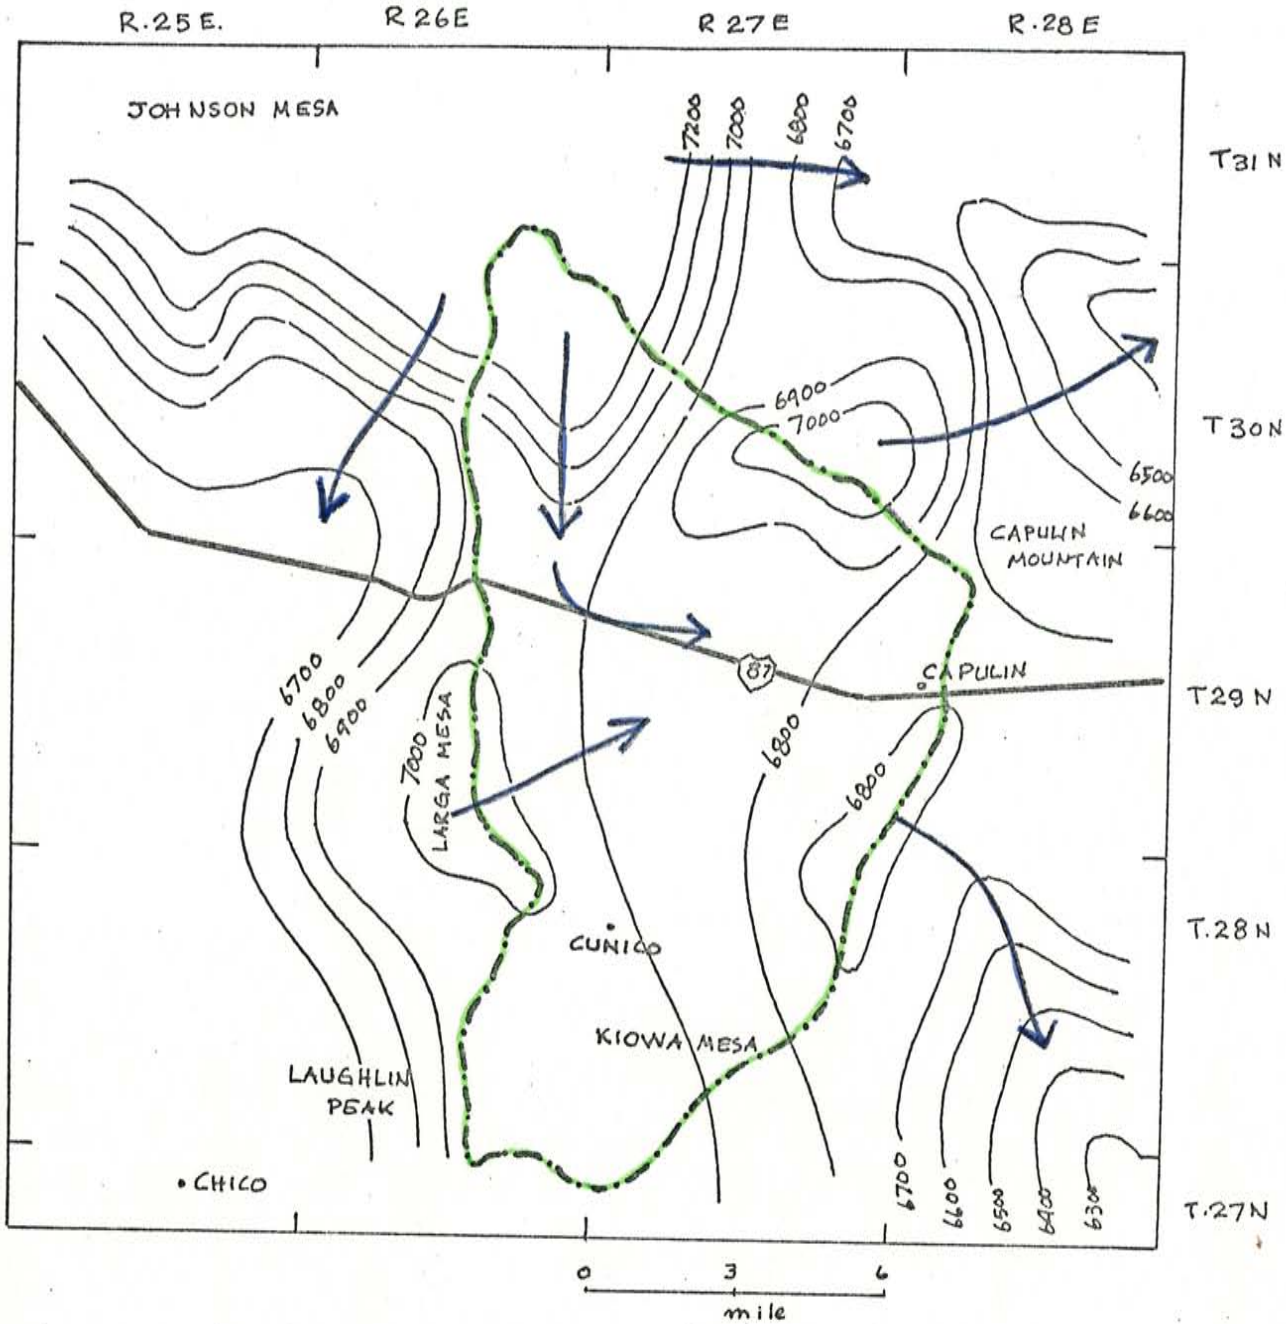 R.25E. R 26E R 27E R.28E
JOHNSON MESA
7200
7000
6800
6700
T31N
6900
7000
T30N
6500
6600
CAPULIN
MOUNTAIN
87
CAPULIN
6700
6800
6900
7000
LARGA MESA
T29N
6800
6800
CUNICO
T.28N
KIOWA MESA
LAUGHLIN
PEAK
CHICO
6700
6600
6500
6400
6300
T.27N
0 3 6
mile